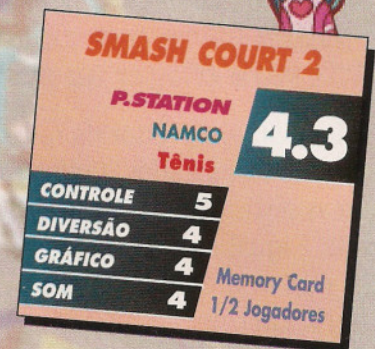 SMASH COURT 2
P.STATION
NAMCO
Tênis
4.3
CONTROLE 5
DIVERSÃO 4
GRÁFICO 4
SOM 4
Memory Card
1/2 Jogadores